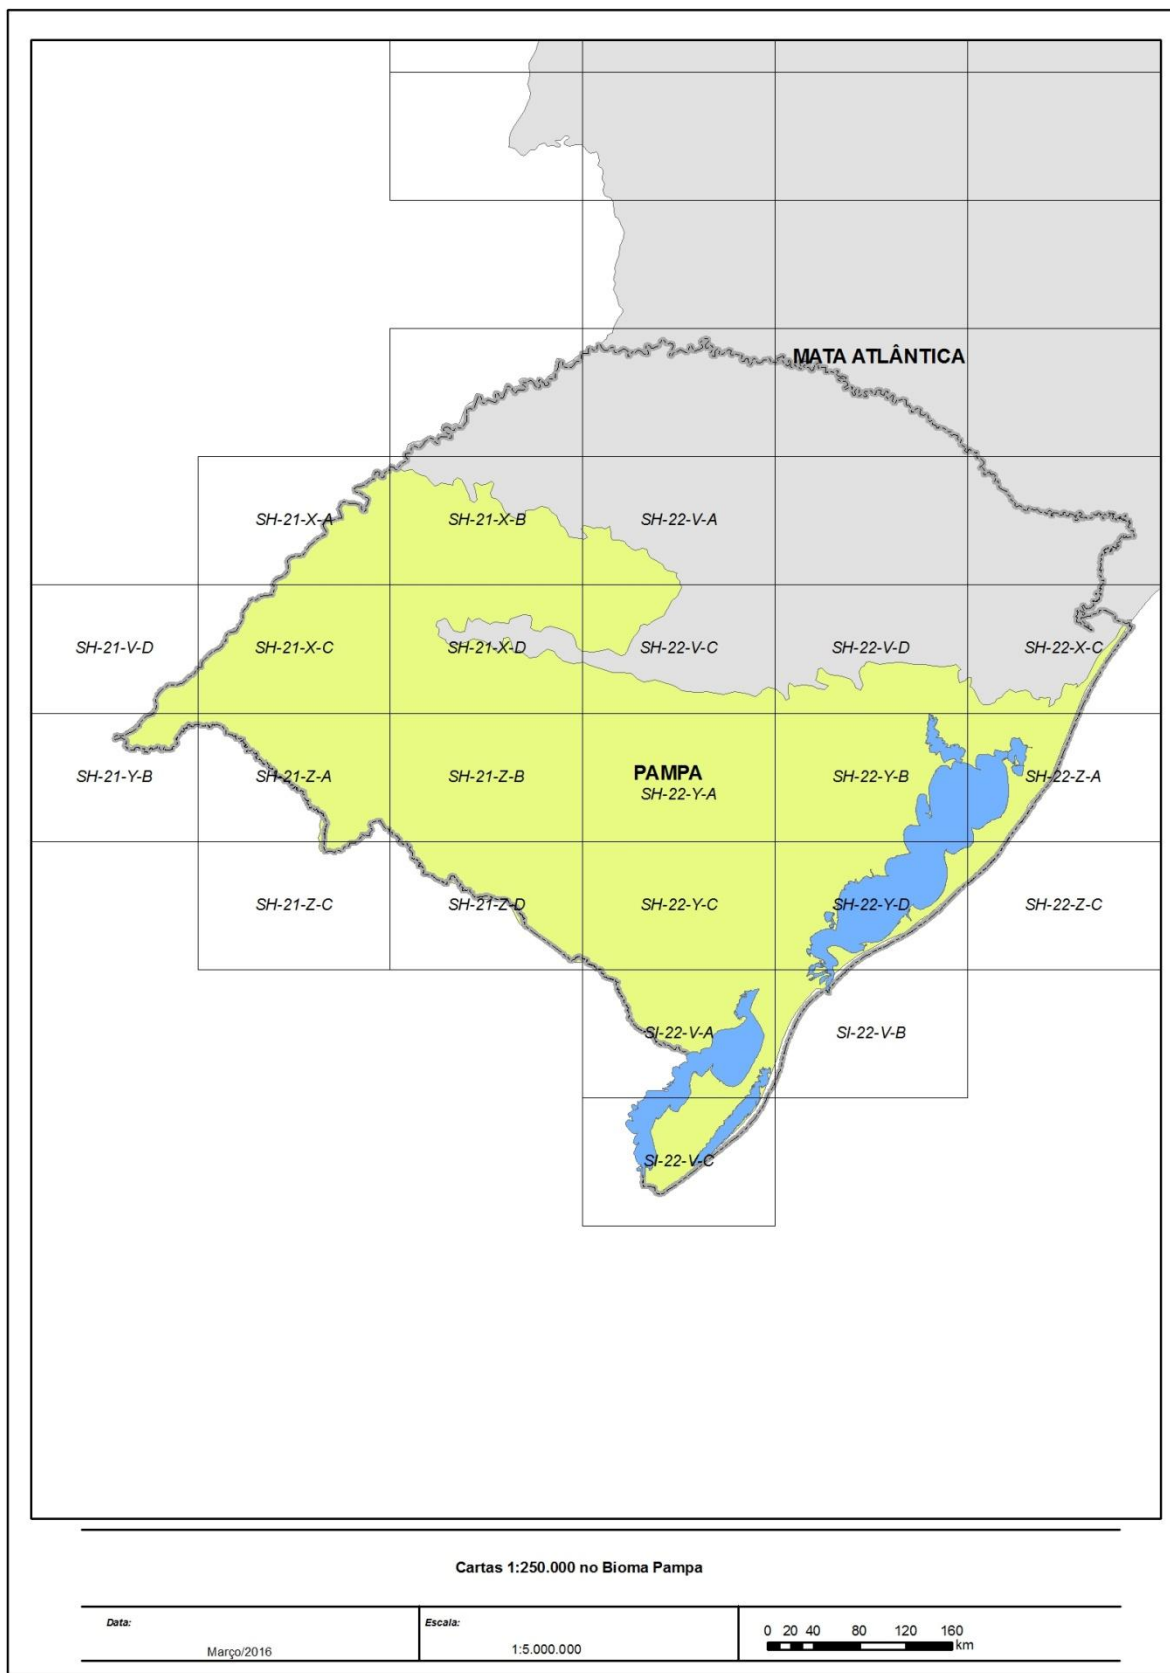 MATA ATLÂNTICA
SH-21-X-A
SH-21-X-B
SH-22-V-A
SH-21-V-D
SH-21-X-C
SH-21-X-D
SH-22-V-C
SH-22-V-D
SH-22-X-C
PAMPA
SH-21-Y-B
SH-21-Z-A
SH-21-Z-B
SH-22-Y-A
SH-22-Y-B
SH-22-Z-A
SH-21-Z-C
SH-21-Z-D
SH-22-Y-C
SH-22-Y-D
SH-22-Z-C
SI-22-V-A
SI-22-V-B
SI-22-V-C
Cartas 1:250.000 no Bioma Pampa
Data:
Março/2016
Escala:
1:5.000.000
0 20 40 80 120 160
km